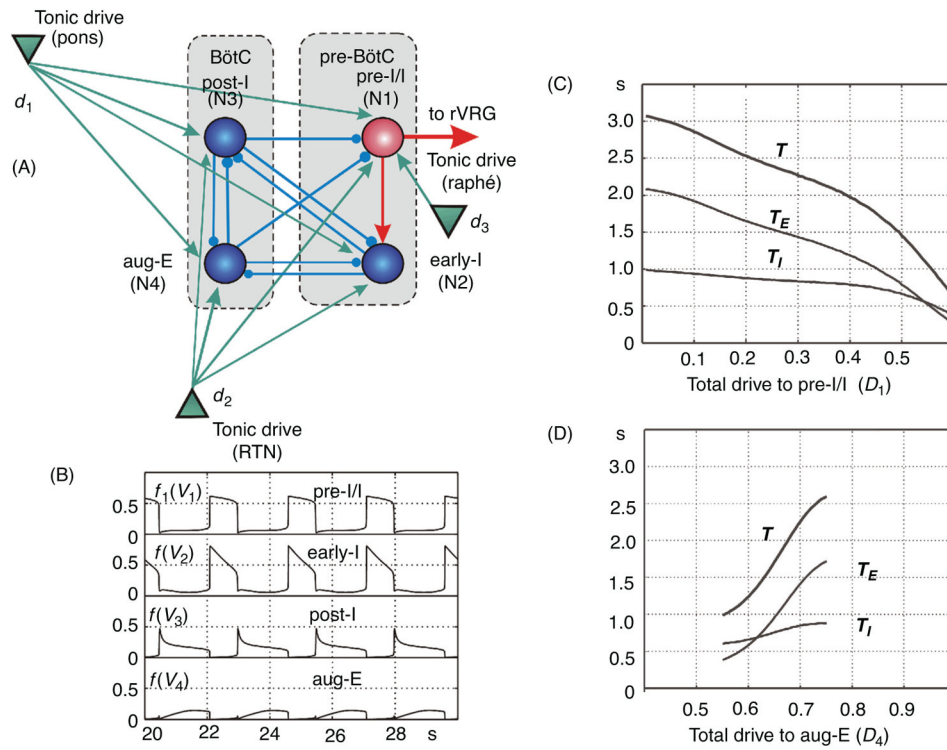 Tonic drive
(pons)
d1
(A)
BötC
post-I
(N3)
pre-BötC
pre-I/I
(N1)
to rVRG
Tonic drive
(raphé)
d3
aug-E
(N4)
early-I
(N2)
d2
Tonic drive
(RTN)
(B)
f1(V1)
pre-I/I
0.5
0
f(V2)
early-I
0.5
0
f(V3)
post-I
0.5
0
f(V4)
aug-E
0.5
0
20 22 24 26 28 s
(C)
s
3.0
2.5
2.0
1.5
1.0
0.5
0
T
TE
TI
0.1 0.2 0.3 0.4 0.5
Total drive to pre-I/I (D1)
(D)
s
3.0
2.5
2.0
1.5
1.0
0.5
0
T
TE
TI
0.5 0.6 0.7 0.8 0.9
Total drive to aug-E (D4)